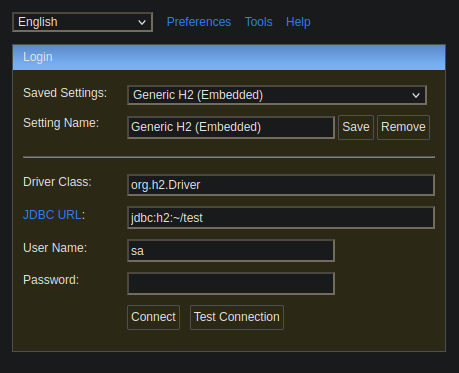 English Preferences Tools Help
Login
Saved Settings: Generic H2 (Embedded)
Setting Name: Generic H2 (Embedded) Save Remove
Driver Class: org.h2.Driver
JDBC URL: jdbc:h2:~/test
User Name: sa
Password:
Connect Test Connection